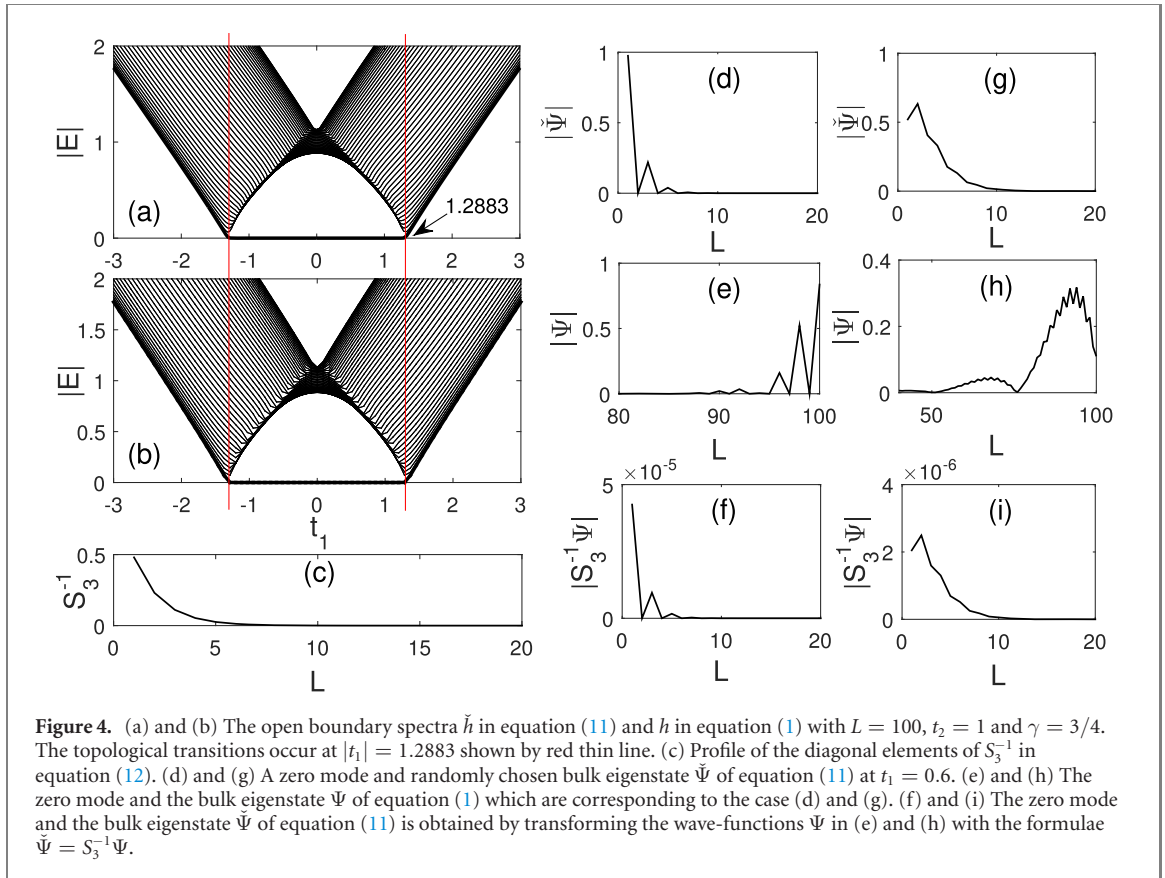 2
1
0
|E|
(a)
1.2883
-3 -2 -1 0 1 2 3
2
1.5
1
0.5
0
|E|
(b)
-3 -2 -1 0 1 2 3
t₁
0.5
0
S₃⁻¹
(c)
0 5 10 15 20
L
1
0.5
0
|Ψ̌|
(d)
0 10 20
L
1
0.5
0
|Ψ|
(e)
80 90 100
L
×10⁻⁵
5
0
|S₃⁻¹Ψ|
(f)
0 10 20
L
1
0.5
0
|Ψ̌|
(g)
0 10 20
L
0.4
0.2
0
|Ψ|
(h)
50 100
L
×10⁻⁶
4
2
0
|S₃⁻¹Ψ|
(i)
0 10 20
L
Figure 4. (a) and (b) The open boundary spectra ȟ in equation (11) and h in equation (1) with L = 100, t₂ = 1 and γ = 3/4.
The topological transitions occur at |t₁| = 1.2883 shown by red thin line. (c) Profile of the diagonal elements of S₃⁻¹ in
equation (12). (d) and (g) A zero mode and randomly chosen bulk eigenstate Ψ̌ of equation (11) at t₁ = 0.6. (e) and (h) The
zero mode and the bulk eigenstate Ψ of equation (1) which are corresponding to the case (d) and (g). (f) and (i) The zero mode
and the bulk eigenstate Ψ̌ of equation (11) is obtained by transforming the wave-functions Ψ in (e) and (h) with the formulae
Ψ̌ = S₃⁻¹Ψ.